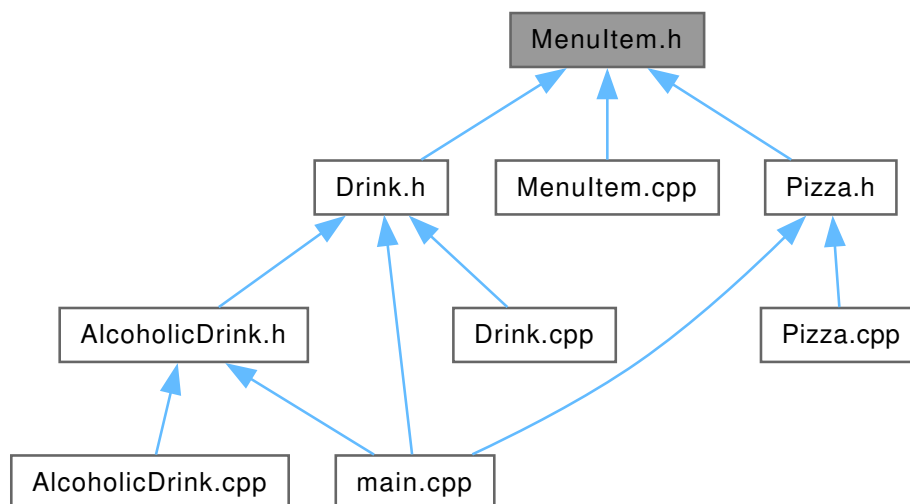 MenuItem.h
Drink.h
MenuItem.cpp
Pizza.h
AlcoholicDrink.h
Drink.cpp
Pizza.cpp
AlcoholicDrink.cpp
main.cpp